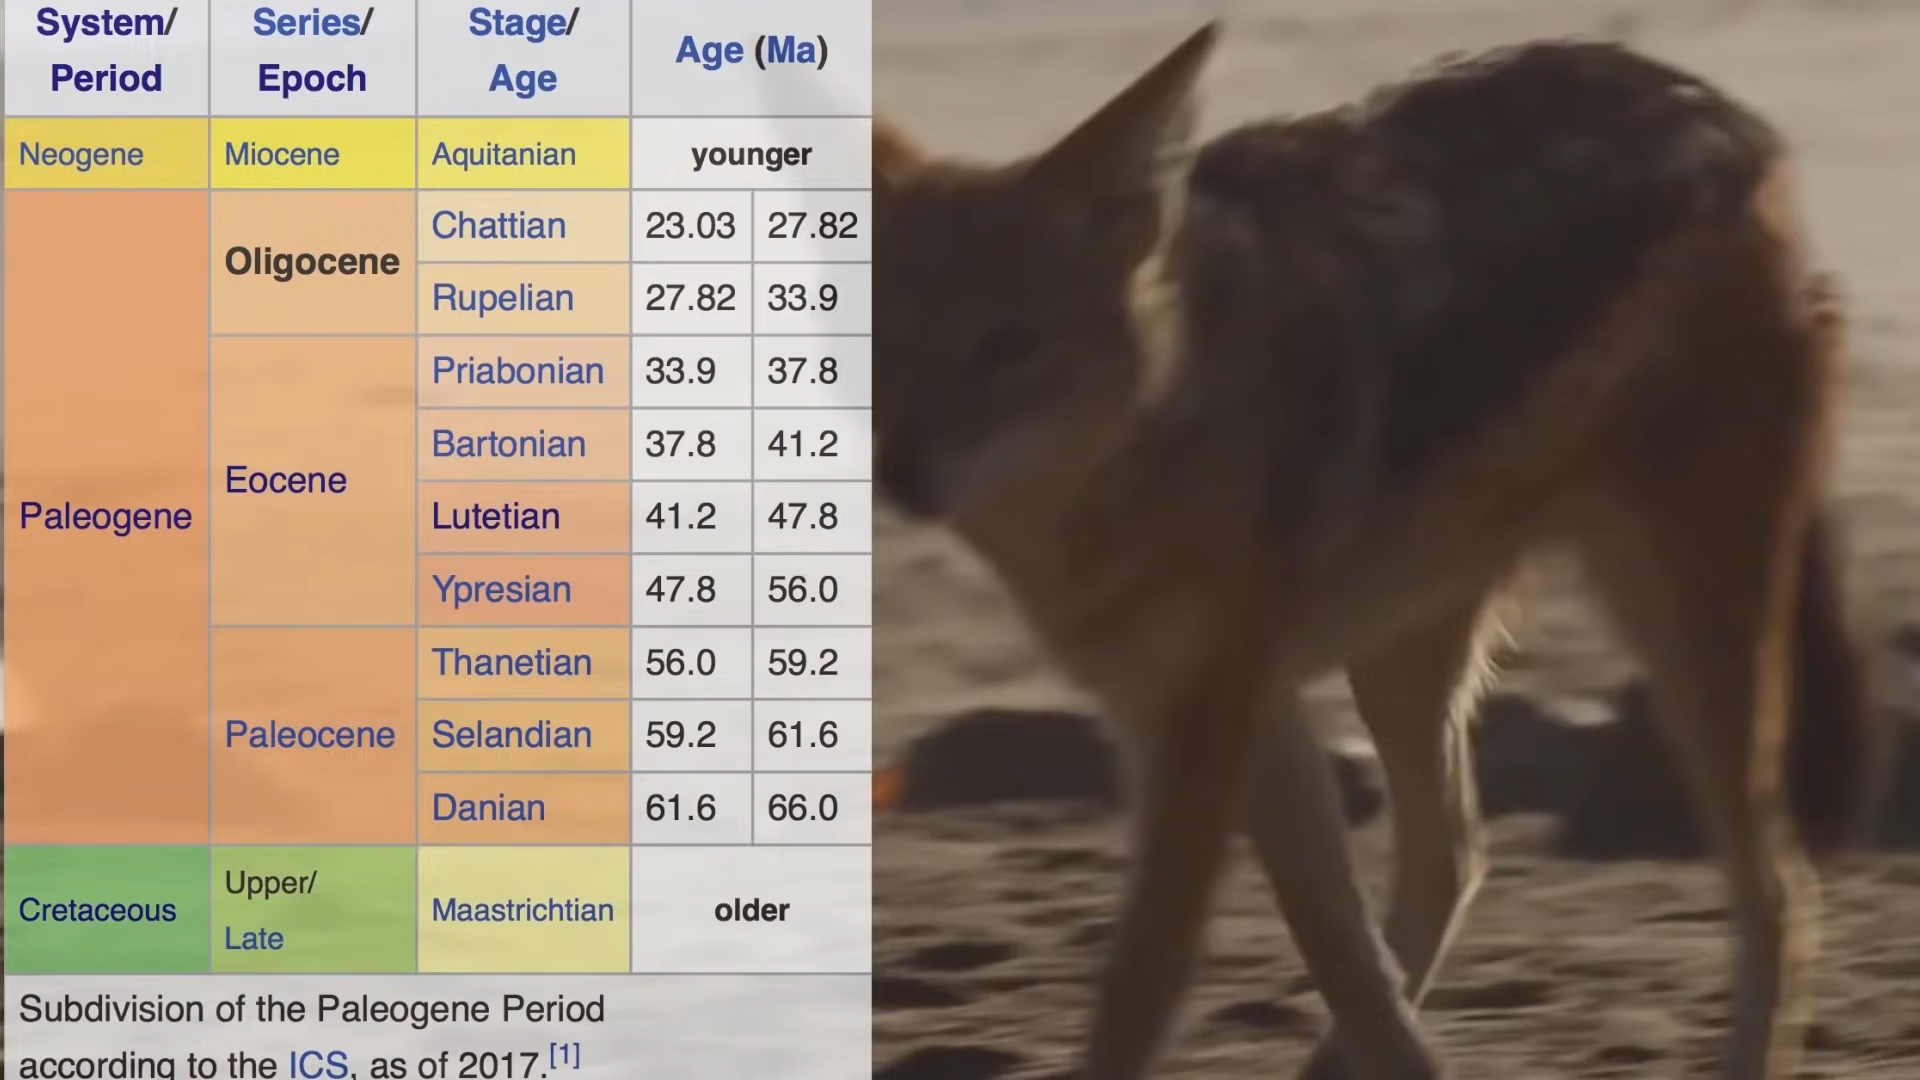 System/ Series/ Stage/ Age (Ma)
Period Epoch Age
Neogene Miocene Aquitanian younger
Paleogene Oligocene Chattian 23.03 27.82
Rupelian 27.82 33.9
Eocene Priabonian 33.9 37.8
Bartonian 37.8 41.2
Lutetian 41.2 47.8
Ypresian 47.8 56.0
Paleocene Thanetian 56.0 59.2
Selandian 59.2 61.6
Danian 61.6 66.0
Cretaceous Upper/ Maastrichtian older
Late
Subdivision of the Paleogene Period
according to the ICS, as of 2017.[1]